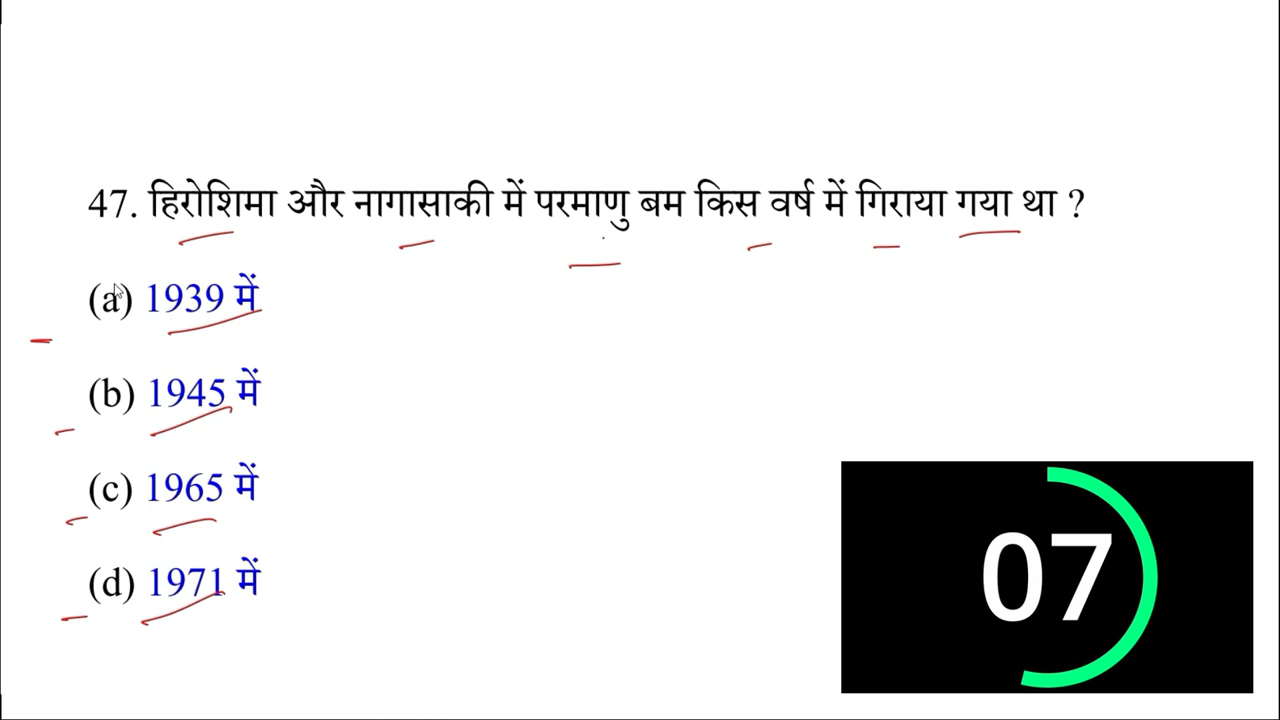 47. हिरोशिमा और नागासाकी में परमाणु बम किस वर्ष में गिराया गया था ?
(a) 1939 में
(b) 1945 में
(c) 1965 में
(d) 1971 में
07